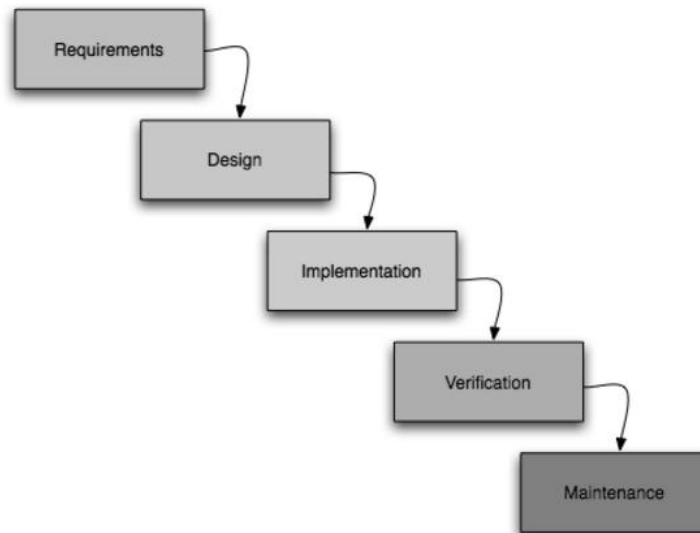 Requirements
Design
Implementation
Verification
Maintenance